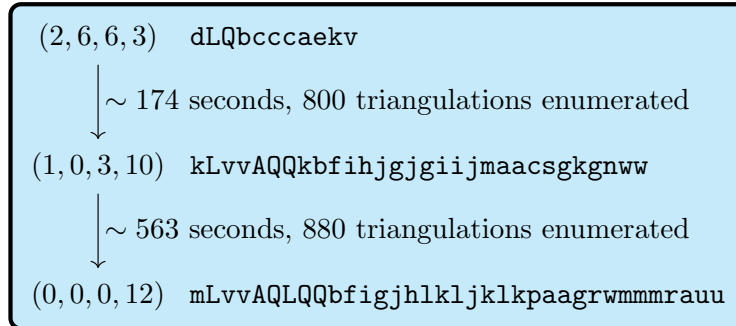 (2, 6, 6, 3) dLQbcccaekv
∼ 174 seconds, 800 triangulations enumerated
(1, 0, 3, 10) kLvvAQQkbfihjgjgiijmaacsgkgnww
∼ 563 seconds, 880 triangulations enumerated
(0, 0, 0, 12) mLvvAQLQQbfigjhlkljklkpaagrwmmmrauu